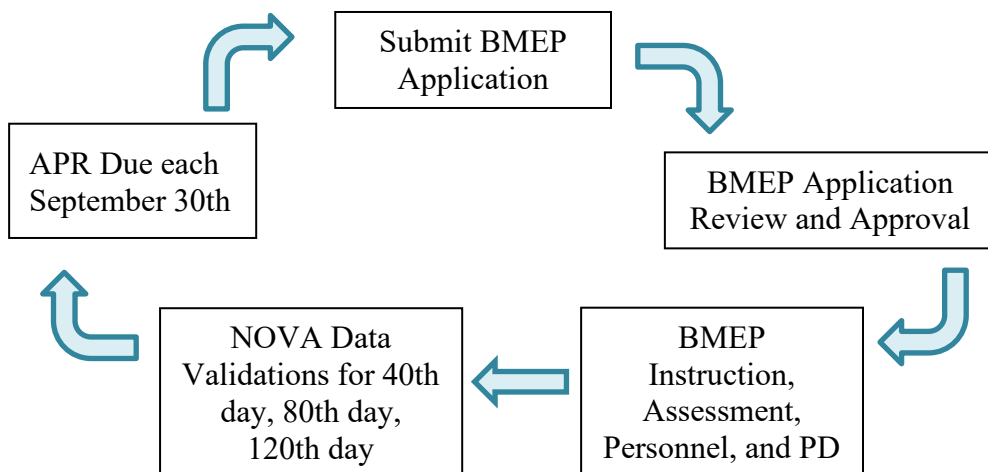 Submit BMEP
Application
APR Due each
September 30th
BMEP Application
Review and Approval
NOVA Data
Validations for 40th
day, 80th day,
120th day
BMEP
Instruction,
Assessment,
Personnel, and PD